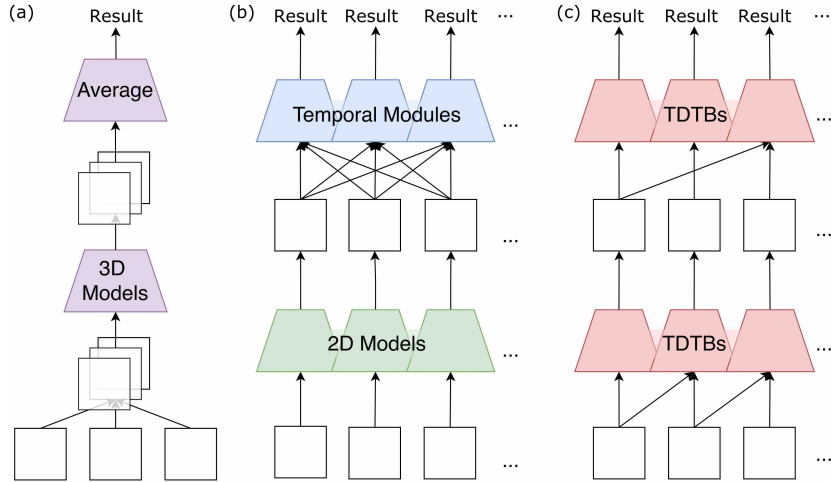 (a)
Result
Average
3D
Models
(b)
Result
Result
Result
...
Temporal Modules
...
...
2D Models
...
...
(c)
Result
Result
Result
...
TDTBs
...
...
TDTBs
...
...